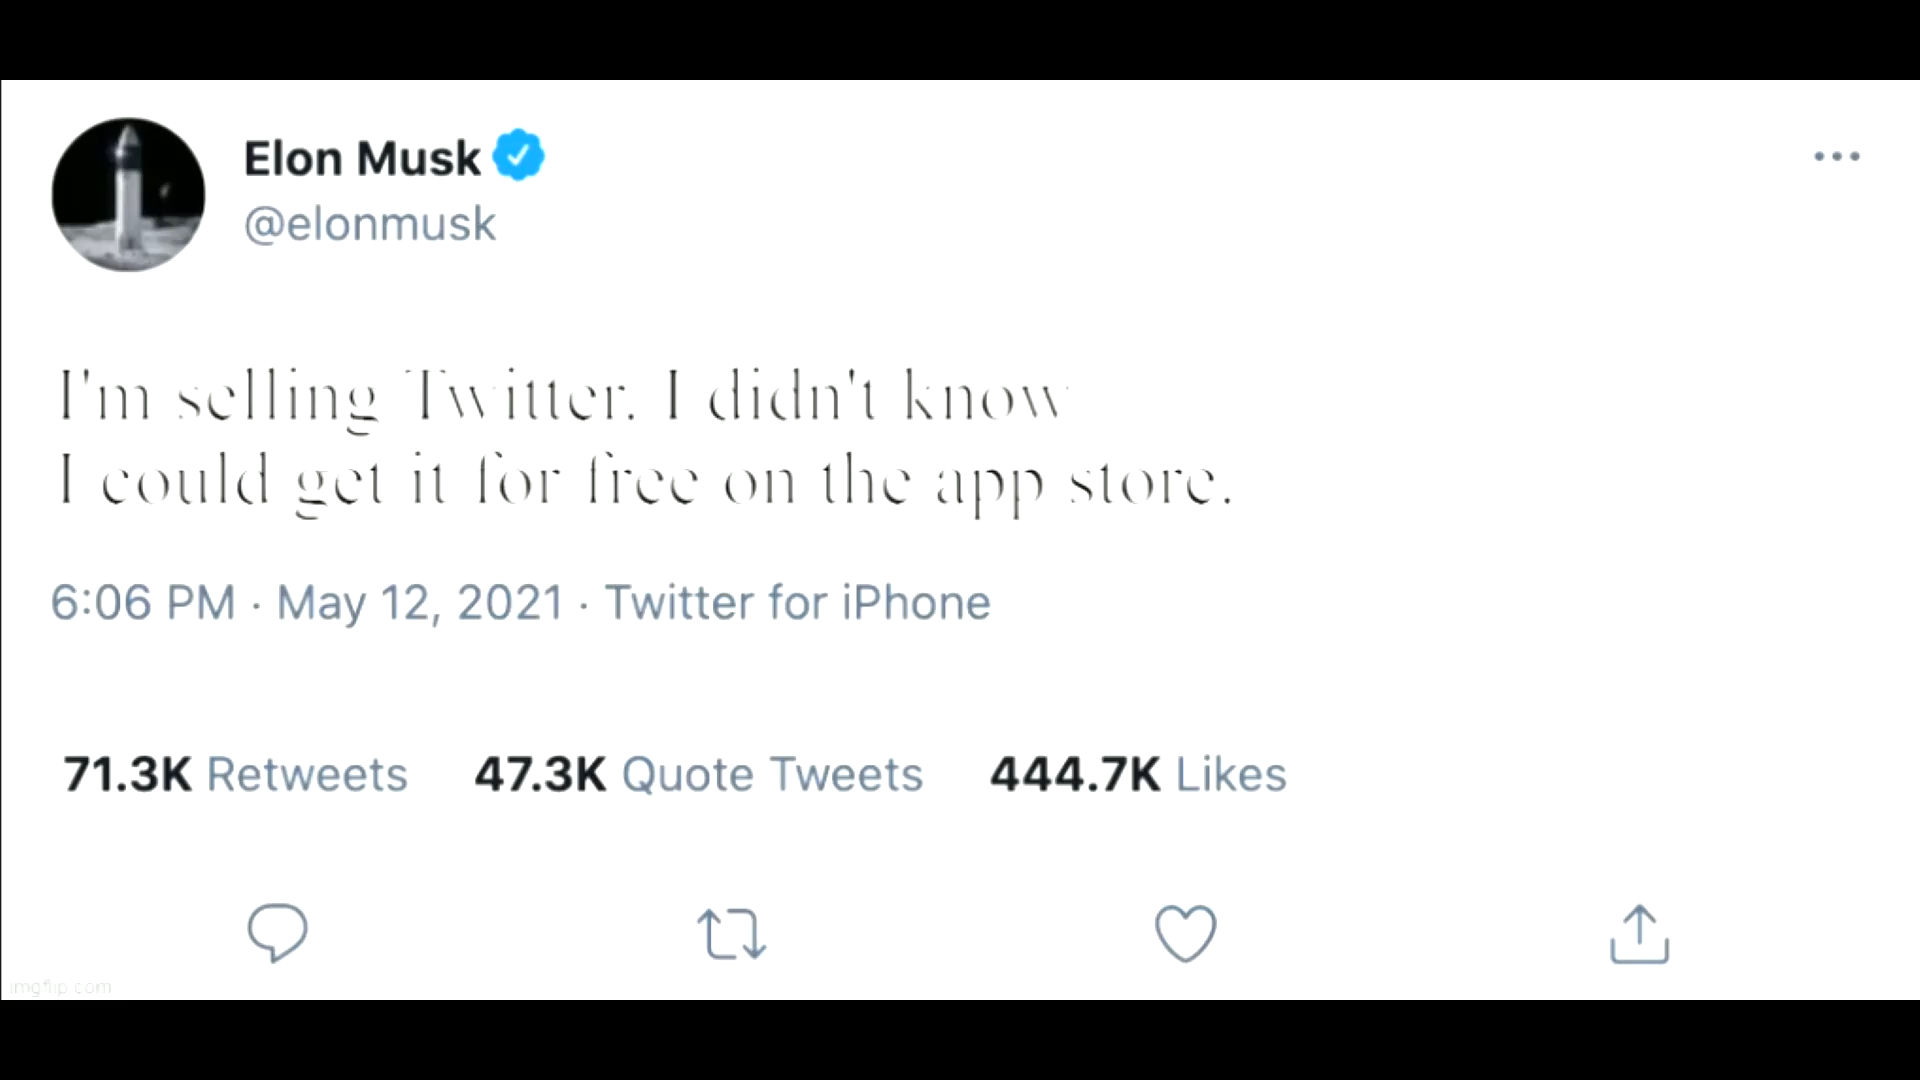 Elon Musk
@elonmusk
I'm selling Twitter. I didn't know
I could get it for free on the app store.
6:06 PM · May 12, 2021 · Twitter for iPhone
71.3K Retweets 47.3K Quote Tweets 444.7K Likes
imgflip.com